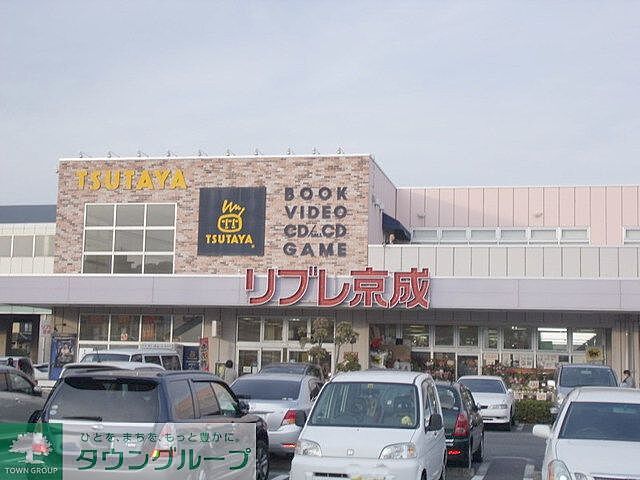 TSUTAYA
TSUTAYA
BOOK
VIDEO
CD
CD
GAME
リブレ京成
TOWN GROUP
ひとを、まちを、もっと豊かに。
タウングループ